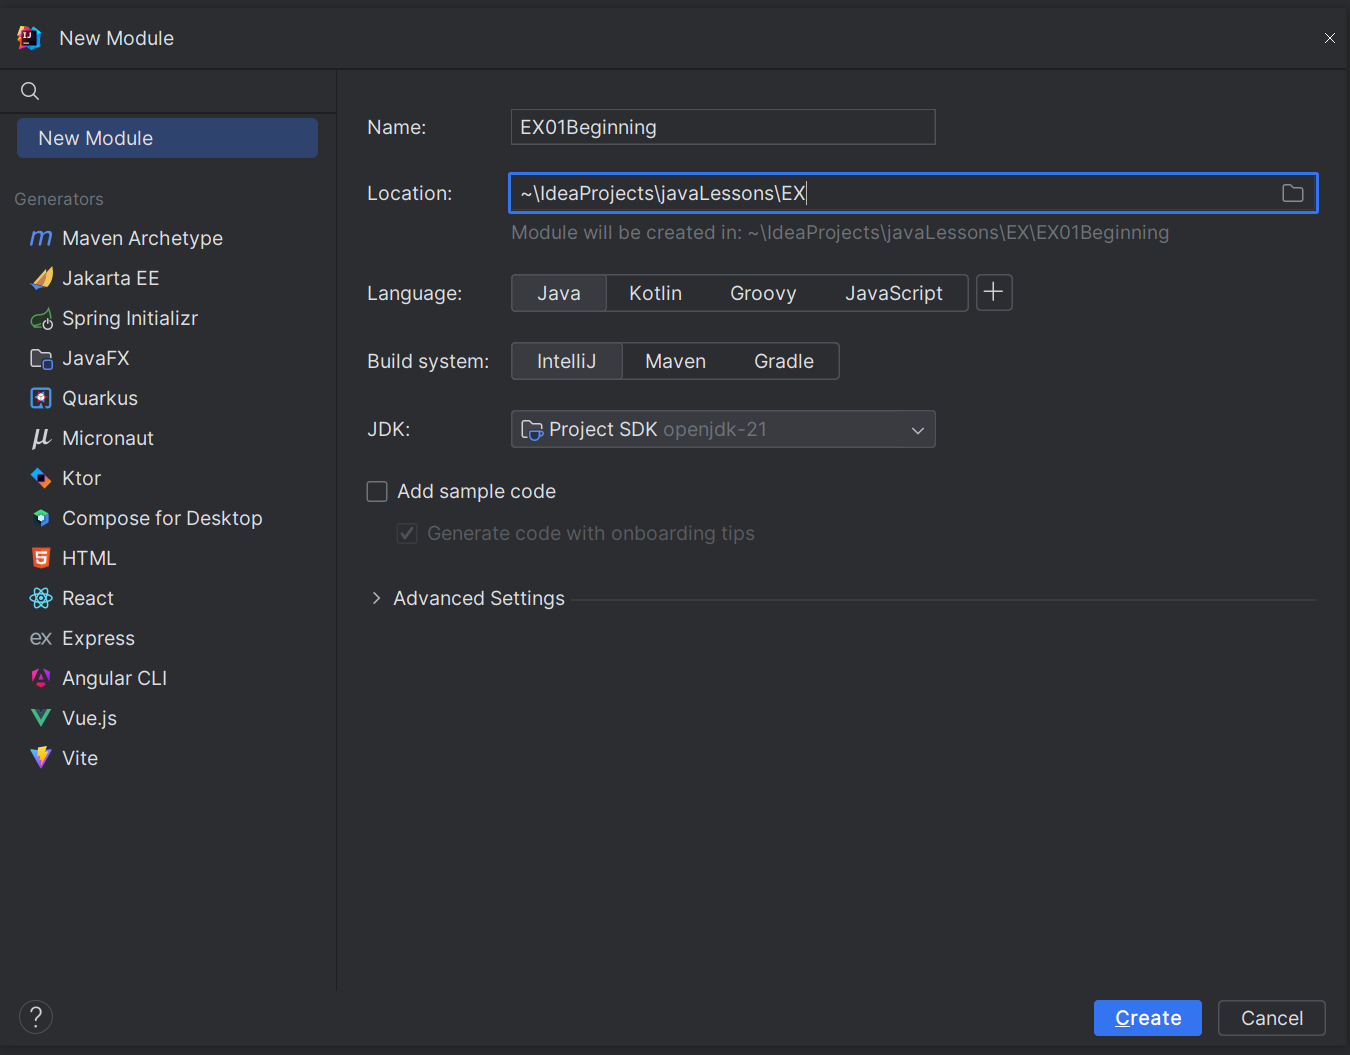 New Module
New Module
Generators
Maven Archetype
Jakarta EE
Spring Initializr
JavaFX
Quarkus
Micronaut
Ktor
Compose for Desktop
HTML
React
Express
Angular CLI
Vue.js
Vite
Name: EX01Beginning
Location: ~\IdeaProjects\javaLessons\EX
Module will be created in: ~\IdeaProjects\javaLessons\EX\EX01Beginning
Language: Java Kotlin Groovy JavaScript
Build system: IntelliJ Maven Gradle
JDK: Project SDK openjdk-21
Add sample code
Generate code with onboarding tips
Advanced Settings
? Create Cancel